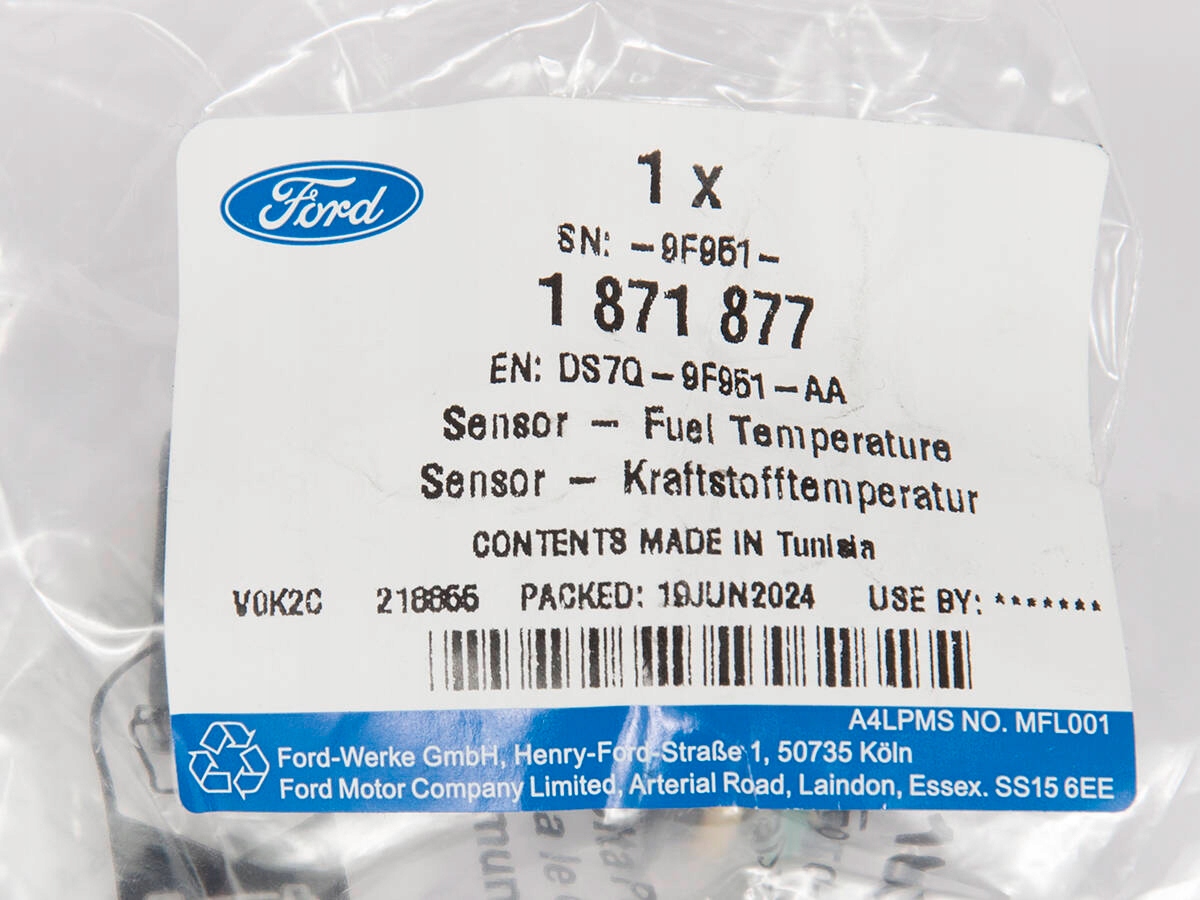 Ford
1 x
SN: -9F951-
1 871 877
EN: DS7Q-9F951-AA
Sensor - Fuel Temperature
Sensor - Kraftstofftemperatur
CONTENTS MADE IN Tunisia
V0K2C PACKED: 19JUN2024 USE BY: *******
A4LPMS NO. MFL001
Ford-Werke GmbH, Henry-Ford-Straße 1, 50735 Köln
Ford Motor Company Limited, Arterial Road, Laindon, Essex. SS15 6EE